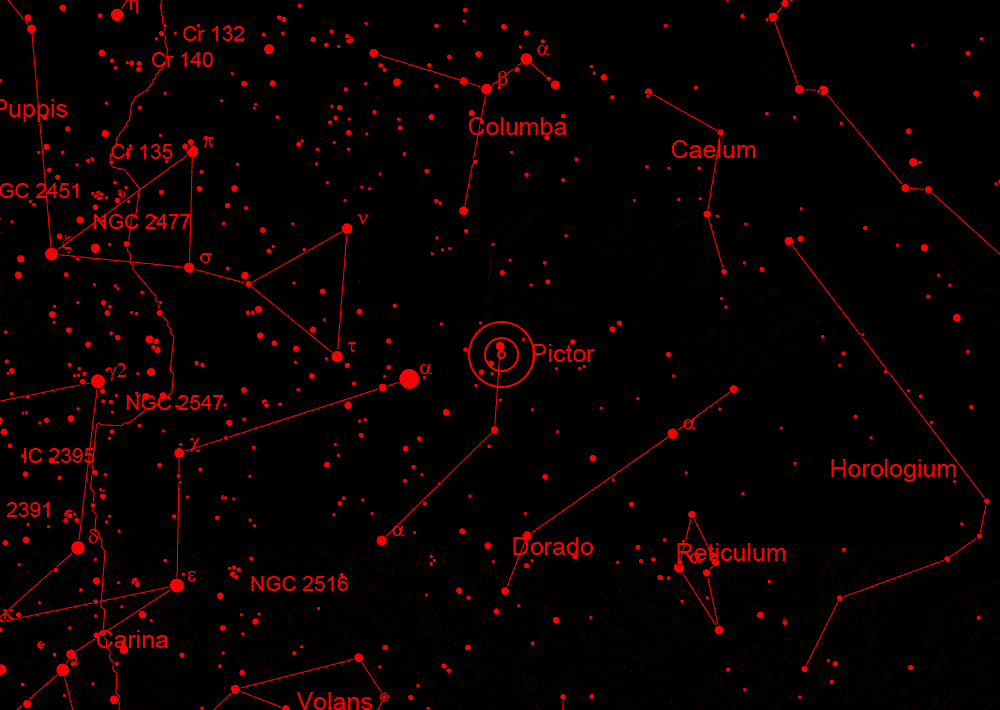 η
Cr 132
Cr 140
α
β
Puppis
Columba
Caelum
π
Cr 135
GC 2451
NGC 2477
ν
ζ
σ
τ
Pictor
α
γ2
NGC 2547
α
χ
IC 2395
Horologium
2391
α
δ
Dorado
Reticulum
α
ε
NGC 2516
κ
Carina
ι
Volans